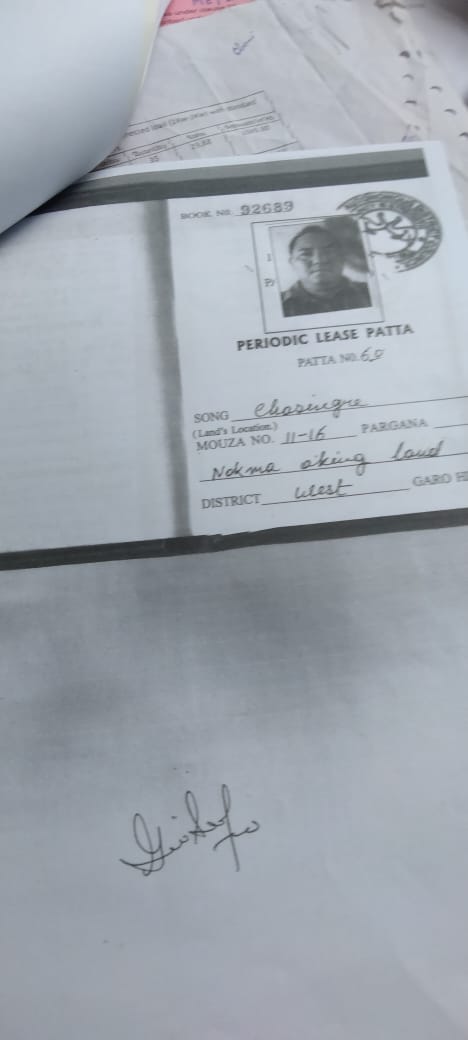 BOOK NO. 92689
PERIODIC LEASE PATTA
PATTA NO. 60
SONG Chasingre
(Land's Location)
MOUZA NO. 11-16 PARGANA
Nokma a'king land
DISTRICT West GARO H